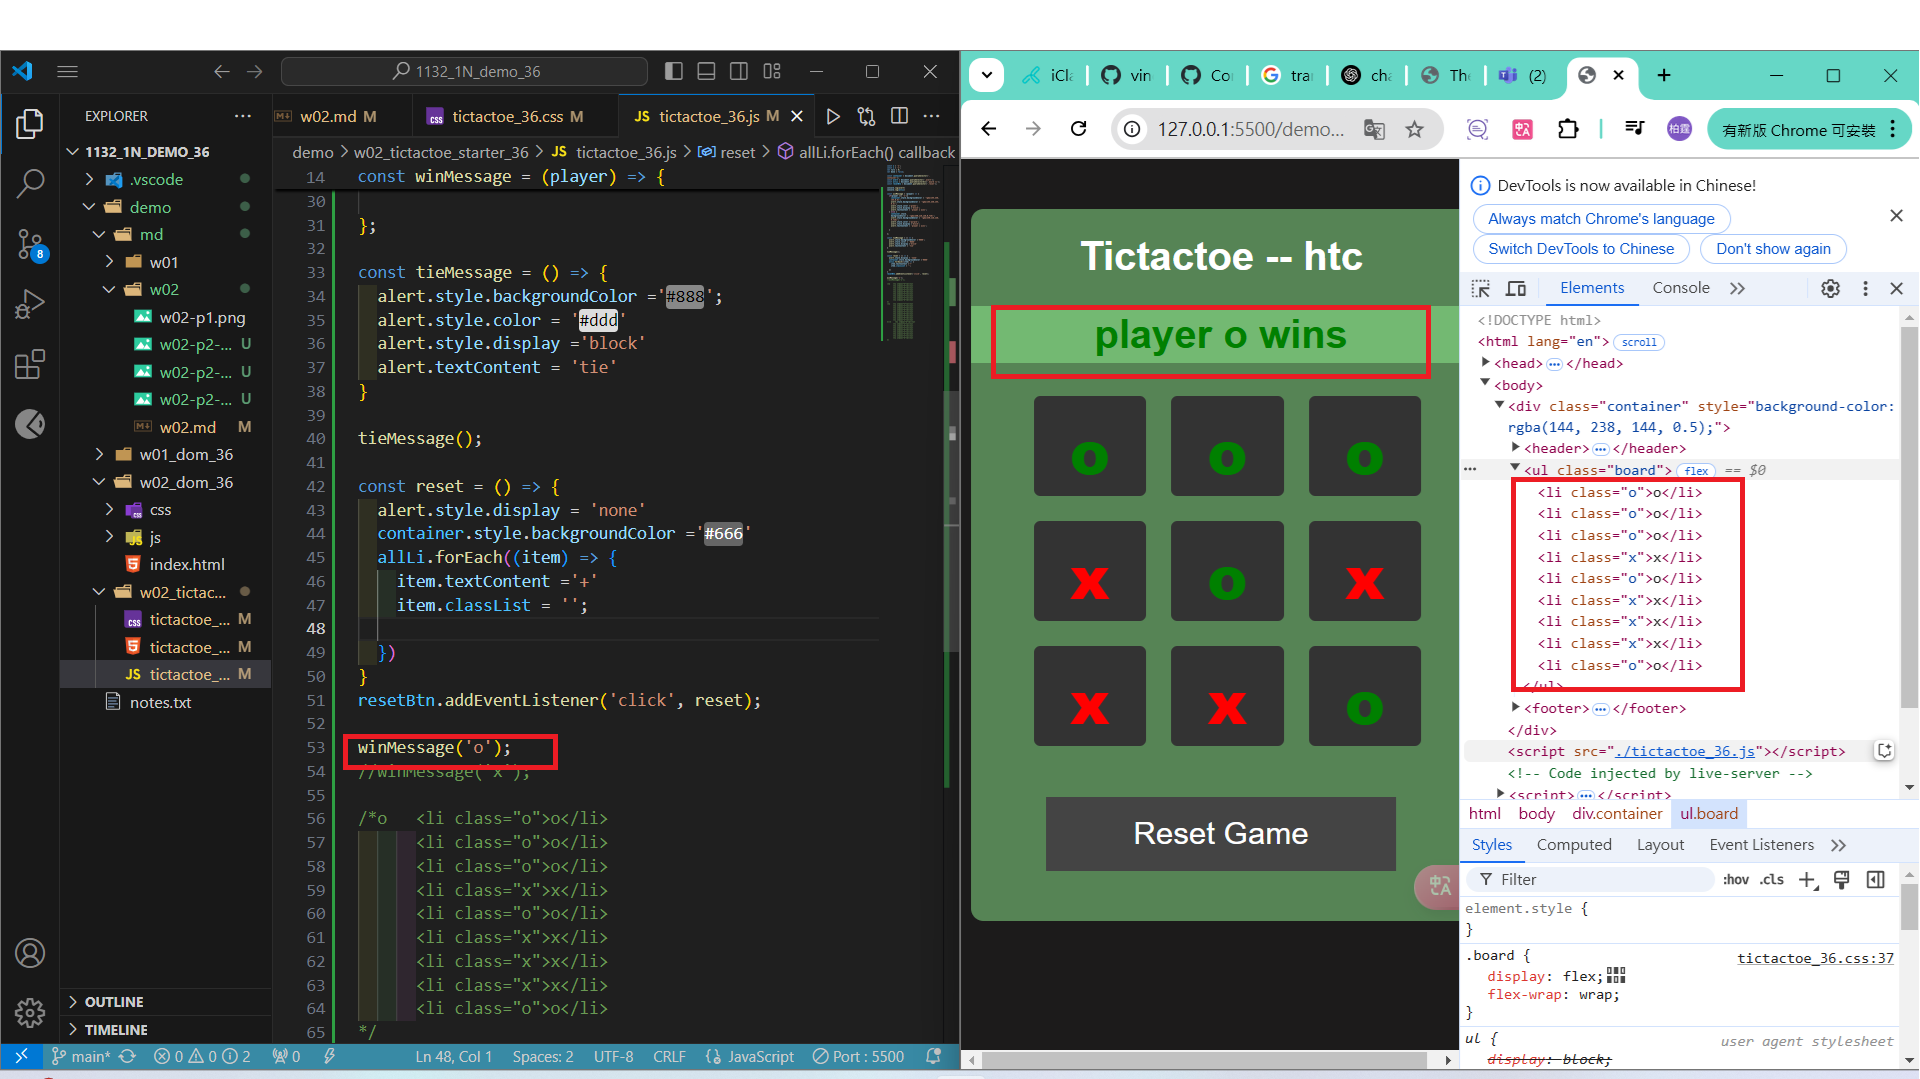 1132_1N_demo_36
EXPLORER
1132_1N_DEMO_36
.vscode
demo
md
w01
w02
w02-p1.png
w02-p2-... U
w02-p2-... U
w02-p2-... U
w02.md M
w01_dom_36
w02_dom_36
css
js
index.html
w02_tictac...
tictactoe_... M
tictactoe_... M
JS tictactoe_... M
notes.txt
OUTLINE
TIMELINE
w02.md M
tictactoe_36.css M
JS tictactoe_36.js M
demo > w02_tictactoe_starter_36 > JS tictactoe_36.js > reset > allLi.forEach() callback
14 const winMessage = (player) => {
30
31 };
32
33 const tieMessage = () => {
34 alert.style.backgroundColor ='#888';
35 alert.style.color = '#ddd'
36 alert.style.display ='block'
37 alert.textContent = 'tie'
38 }
39
40 tieMessage();
41
42 const reset = () => {
43 alert.style.display = 'none'
44 container.style.backgroundColor ='#666'
45 allLi.forEach((item) => {
46 item.textContent ='+'
47 item.classList = '';
48
49 })
50 }
51 resetBtn.addEventListener('click', reset);
52
53 winMessage('o');
54 //winMessage('x');
55
56 /*o <li class="o">o</li>
57 <li class="o">o</li>
58 <li class="o">o</li>
59 <li class="x">x</li>
60 <li class="o">o</li>
61 <li class="x">x</li>
62 <li class="x">x</li>
63 <li class="x">x</li>
64 <li class="o">o</li>
65 */
8
main* 0 0 2 0 Ln 48, Col 1 Spaces: 2 UTF-8 CRLF {} JavaScript Port : 5500
iCla vin Co tra cha The (2)
127.0.0.1:5500/demo...
柏霆
有新版 Chrome 可安裝
Tictactoe -- htc
player o wins
o o o
x o x
x x o
Reset Game
DevTools is now available in Chinese!
Always match Chrome's language
Switch DevTools to Chinese
Don't show again
Elements Console
<!DOCTYPE html>
<html lang="en"> scroll
<head> ... </head>
<body>
<div class="container" style="background-color:
rgba(144, 238, 144, 0.5);">
<header> ... </header>
<ul class="board"> flex == $0
<li class="o">o</li>
<li class="o">o</li>
<li class="o">o</li>
<li class="x">x</li>
<li class="o">o</li>
<li class="x">x</li>
<li class="x">x</li>
<li class="x">x</li>
<li class="o">o</li>
</ul>
<footer> ... </footer>
</div>
<script src="./tictactoe_36.js"></script>
<!-- Code injected by live-server -->
<script> ... </script>
html body div.container ul.board
Styles Computed Layout Event Listeners
Filter :hov .cls
element.style {
}
.board { tictactoe_36.css:37
display: flex;
flex-wrap: wrap;
}
ul { user agent stylesheet
display: block;